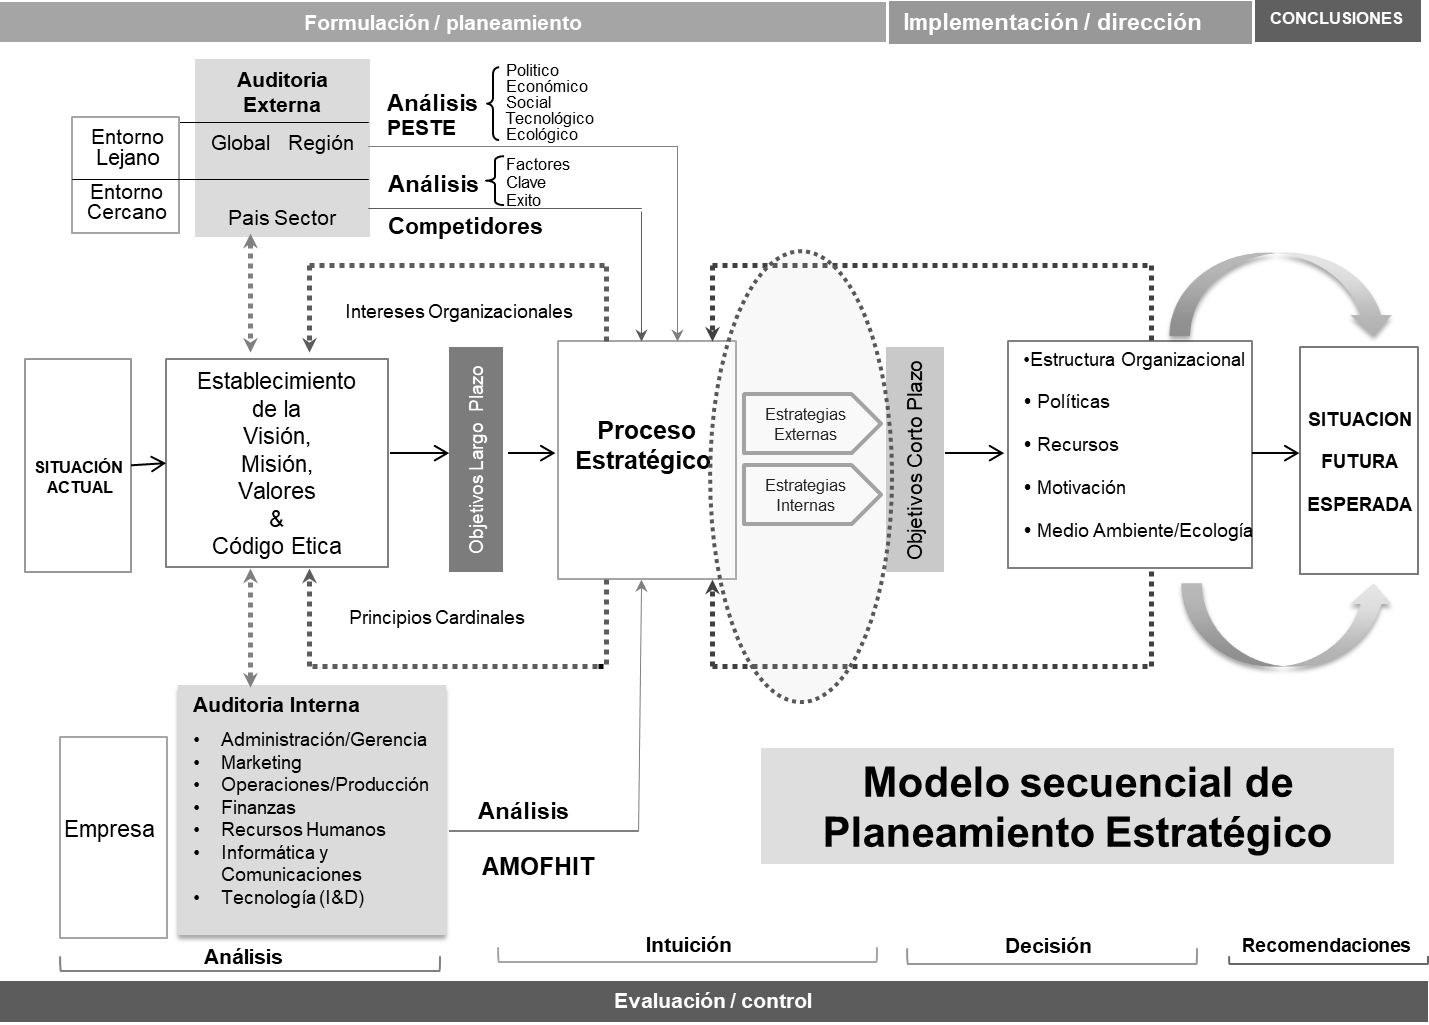 Formulación / planeamiento
Implementación / dirección
CONCLUSIONES
Auditoria
Externa
Global Región
Pais Sector
Entorno
Lejano
Entorno
Cercano
Análisis
PESTE
Politico
Económico
Social
Tecnológico
Ecológico
Análisis
Competidores
Factores
Clave
Exito
Intereses Organizacionales
SITUACIÓN
ACTUAL
Establecimiento
de la
Visión,
Misión,
Valores
&
Código Etica
Objetivos Largo Plazo
Proceso
Estratégico
Estrategias
Externas
Estrategias
Internas
Objetivos Corto Plazo
•Estructura Organizacional
• Políticas
• Recursos
• Motivación
• Medio Ambiente/Ecología
SITUACION
FUTURA
ESPERADA
Principios Cardinales
Auditoria Interna
• Administración/Gerencia
• Marketing
• Operaciones/Producción
• Finanzas
• Recursos Humanos
• Informática y
Comunicaciones
• Tecnología (I&D)
Empresa
Análisis
AMOFHIT
Modelo secuencial de
Planeamiento Estratégico
Análisis
Intuición
Decisión
Recomendaciones
Evaluación / control